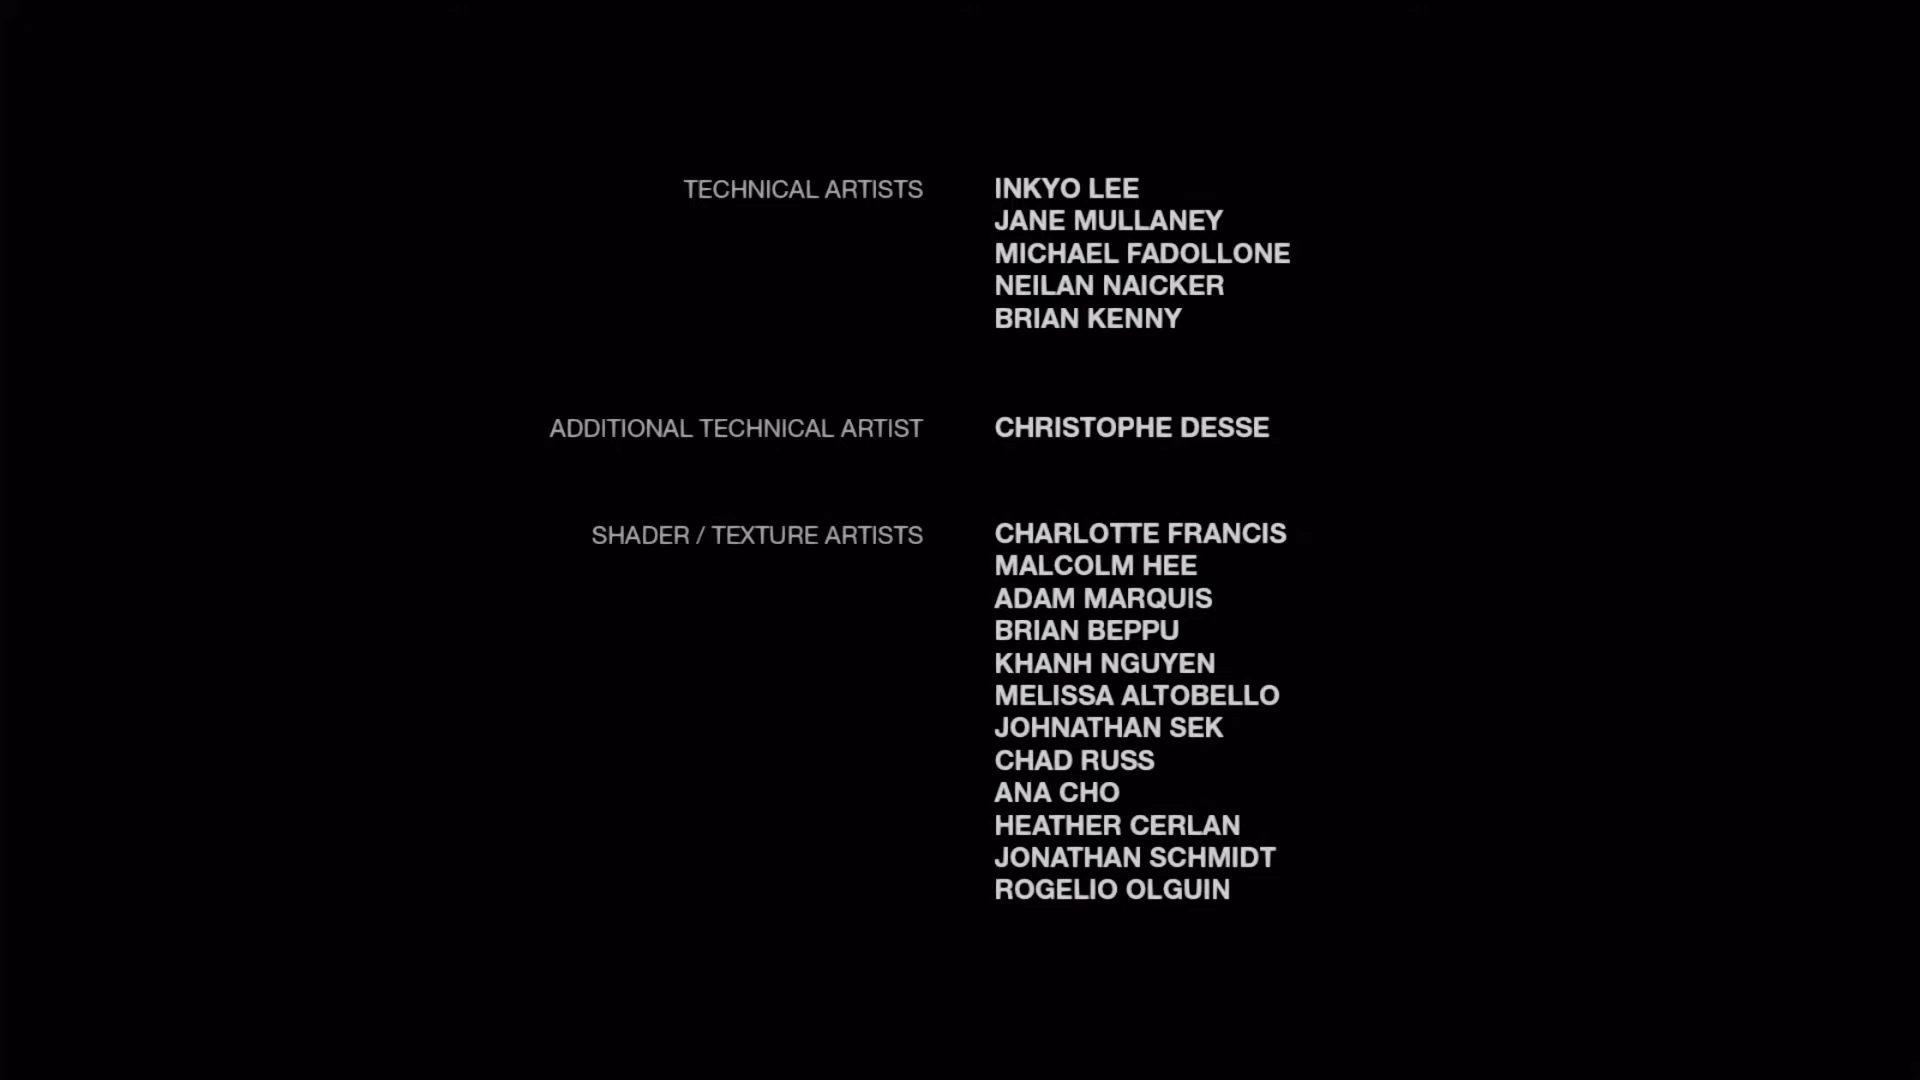 TECHNICAL ARTISTS INKYO LEE
JANE MULLANEY
MICHAEL FADOLLONE
NEILAN NAICKER
BRIAN KENNY
ADDITIONAL TECHNICAL ARTIST CHRISTOPHE DESSE
SHADER / TEXTURE ARTISTS CHARLOTTE FRANCIS
MALCOLM HEE
ADAM MARQUIS
BRIAN BEPPU
KHANH NGUYEN
MELISSA ALTOBELLO
JOHNATHAN SEK
CHAD RUSS
ANA CHO
HEATHER CERLAN
JONATHAN SCHMIDT
ROGELIO OLGUIN